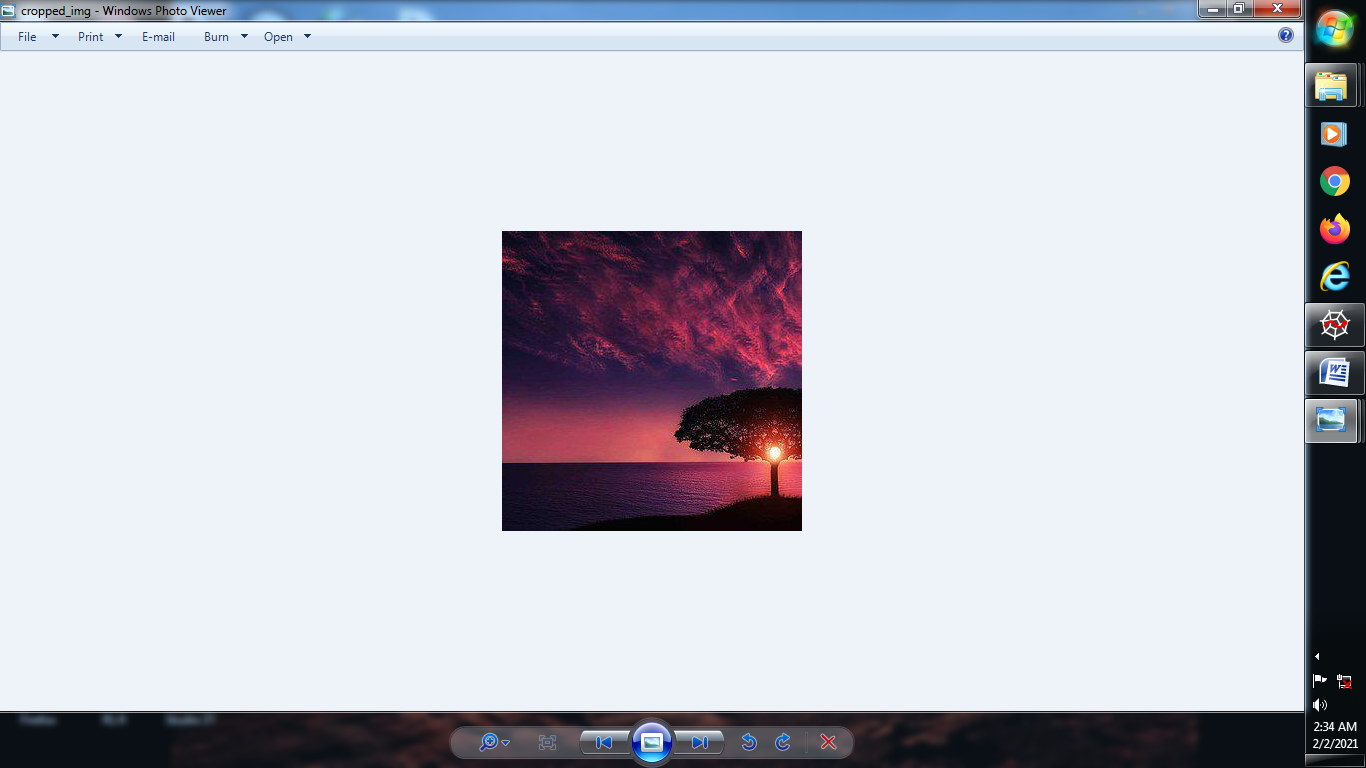 cropped_img - Windows Photo Viewer
File Print E-mail Burn Open
2:34 AM
2/2/2021